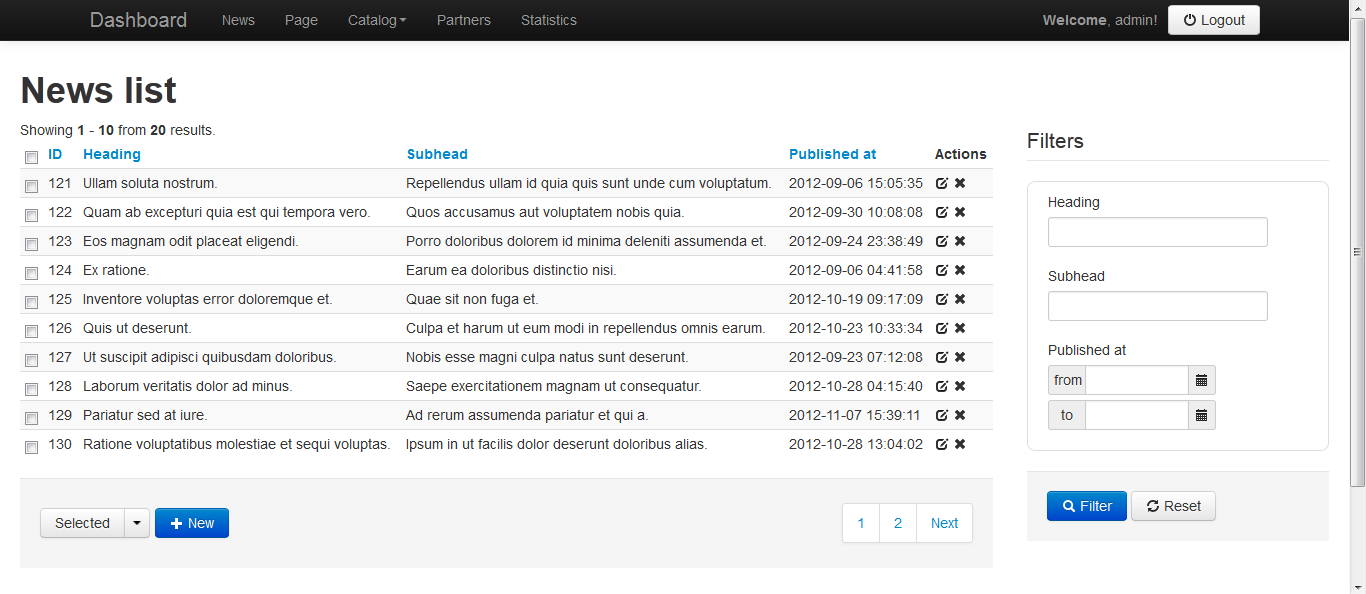 Dashboard News Page Catalog Partners Statistics Welcome, admin! Logout
News list
Showing 1 - 10 from 20 results.
ID Heading Subhead Published at Actions
121 Ullam soluta nostrum. Repellendus ullam id quia quis sunt unde cum voluptatum. 2012-09-06 15:05:35
122 Quam ab excepturi quia est qui tempora vero. Quos accusamus aut voluptatem nobis quia. 2012-09-30 10:08:08
123 Eos magnam odit placeat eligendi. Porro doloribus dolorem id minima deleniti assumenda et. 2012-09-24 23:38:49
124 Ex ratione. Earum ea doloribus distinctio nisi. 2012-09-06 04:41:58
125 Inventore voluptas error doloremque et. Quae sit non fuga et. 2012-10-19 09:17:09
126 Quis ut deserunt. Culpa et harum ut eum modi in repellendus omnis earum. 2012-10-23 10:33:34
127 Ut suscipit adipisci quibusdam doloribus. Nobis esse magni culpa natus sunt deserunt. 2012-09-23 07:12:08
128 Laborum veritatis dolor ad minus. Saepe exercitationem magnam ut consequatur. 2012-10-28 04:15:40
129 Pariatur sed at iure. Ad rerum assumenda pariatur et qui a. 2012-11-07 15:39:11
130 Ratione voluptatibus molestiae et sequi voluptas. Ipsum in ut facilis dolor deserunt doloribus alias. 2012-10-28 13:04:02
Selected New 1 2 Next
Filters
Heading
Subhead
Published at
from
to
Filter Reset